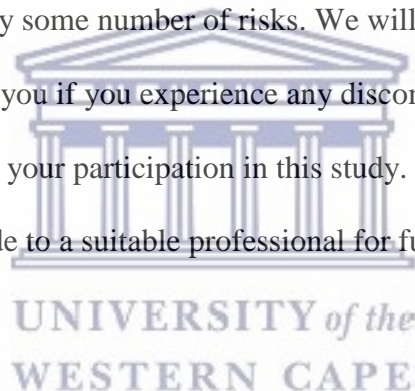 y some number of risks. We will
you if you experience any discon
your participation in this study.
le to a suitable professional for fu
UNIVERSITY of the
WESTERN CAPE